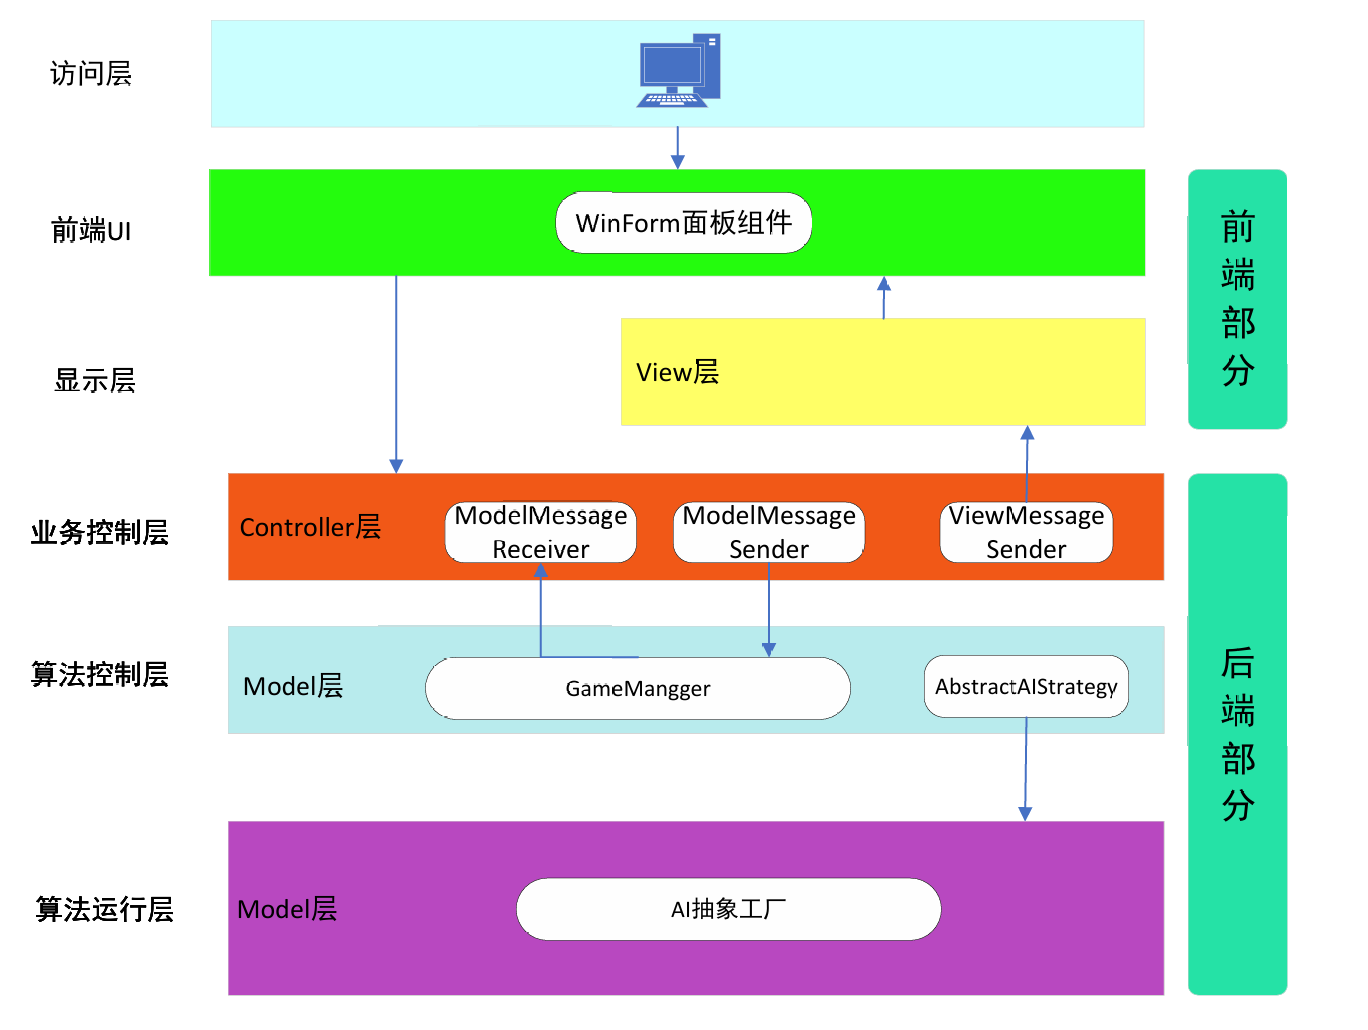 访问层
前端UI
WinForm面板组件
前
端
部
分
显示层
View层
业务控制层
Controller层
ModelMessage
Receiver
ModelMessage
Sender
ViewMessage
Sender
算法控制层
Model层
GameMangger
AbstractAIStrategy
后
端
部
分
算法运行层
Model层
AI抽象工厂